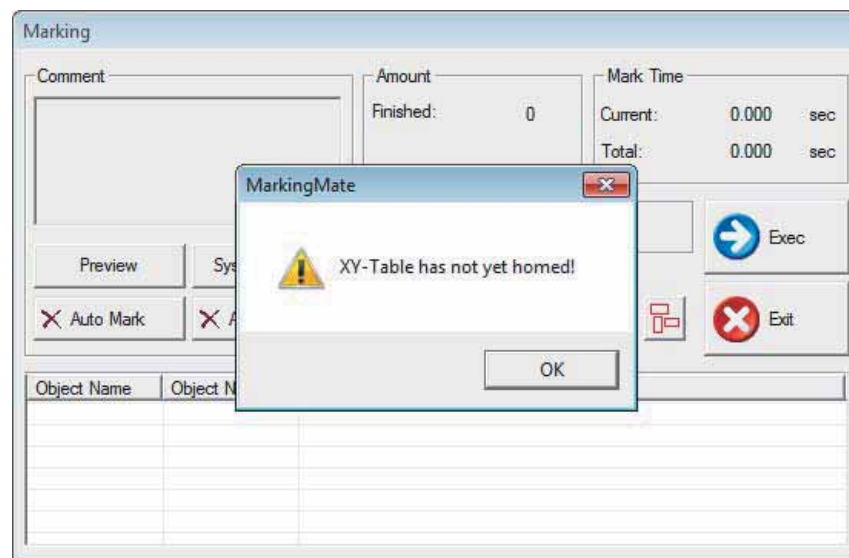 Marking
Comment
Amount
Finished: 0
Mark Time
Current: 0.000 sec
Total: 0.000 sec
MarkingMate
XY-Table has not yet homed!
OK
Preview
Auto Mark
Exec
Exit
Object Name